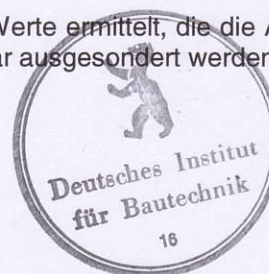 Werte ermittelt, die die
ar ausgesondert werden
Deutsches Institut
für Bautechnik
16